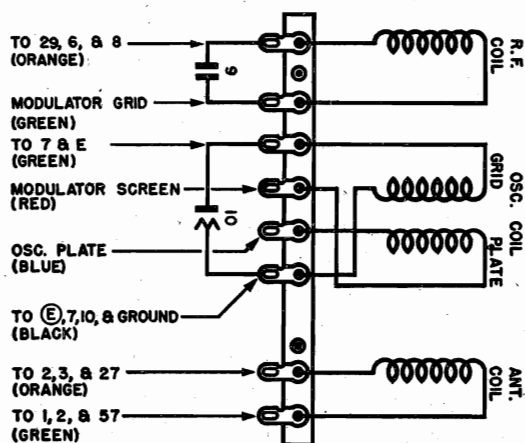 TO 29, 6, & 8
(ORANGE)
9
MODULATOR GRID
(GREEN)
TO 7 & E
(GREEN)
MODULATOR SCREEN
(RED)
10
OSC. PLATE
(BLUE)
TO Ⓔ, 7, 10, & GROUND
(BLACK)
TO 2, 3, & 27
(ORANGE)
TO 1, 2, & 57
(GREEN)
R.F.
COIL
OSC. COIL
GRID
PLATE
ANT.
COIL